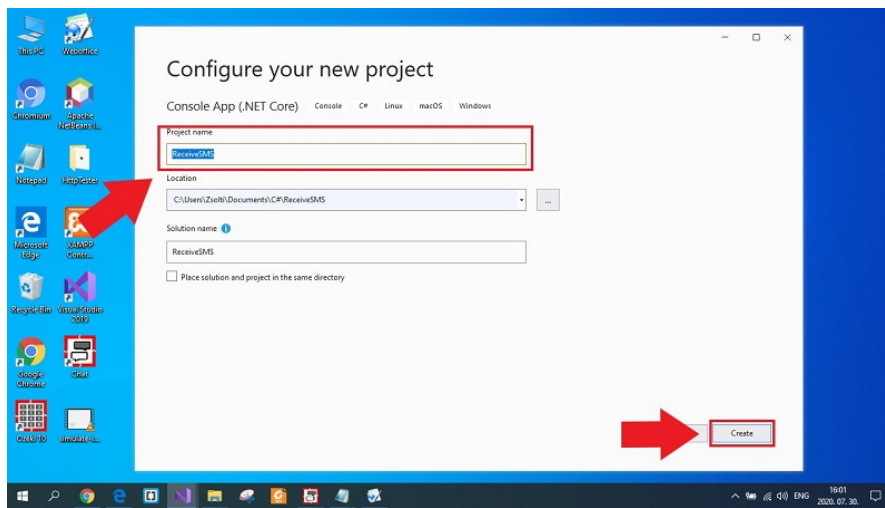 This PC
Weboffice
Chromium
Apache
NetBeans I...
Notepad
HttpTester
Microsoft
Edge
XAMPP
Contr...
Recycle Bin
Visual Studio
2019
Google
Chrome
Chat
Ozeki 10
simulate-s...
Configure your new project
Console App (.NET Core)
Console C# Linux macOS Windows
Project name
ReceiveSMS
Location
C:\Users\Zsolti\Documents\C#\ReceiveSMS
...
Solution name
ReceiveSMS
Place solution and project in the same directory
Create
ENG
16:01
2020. 07. 30.